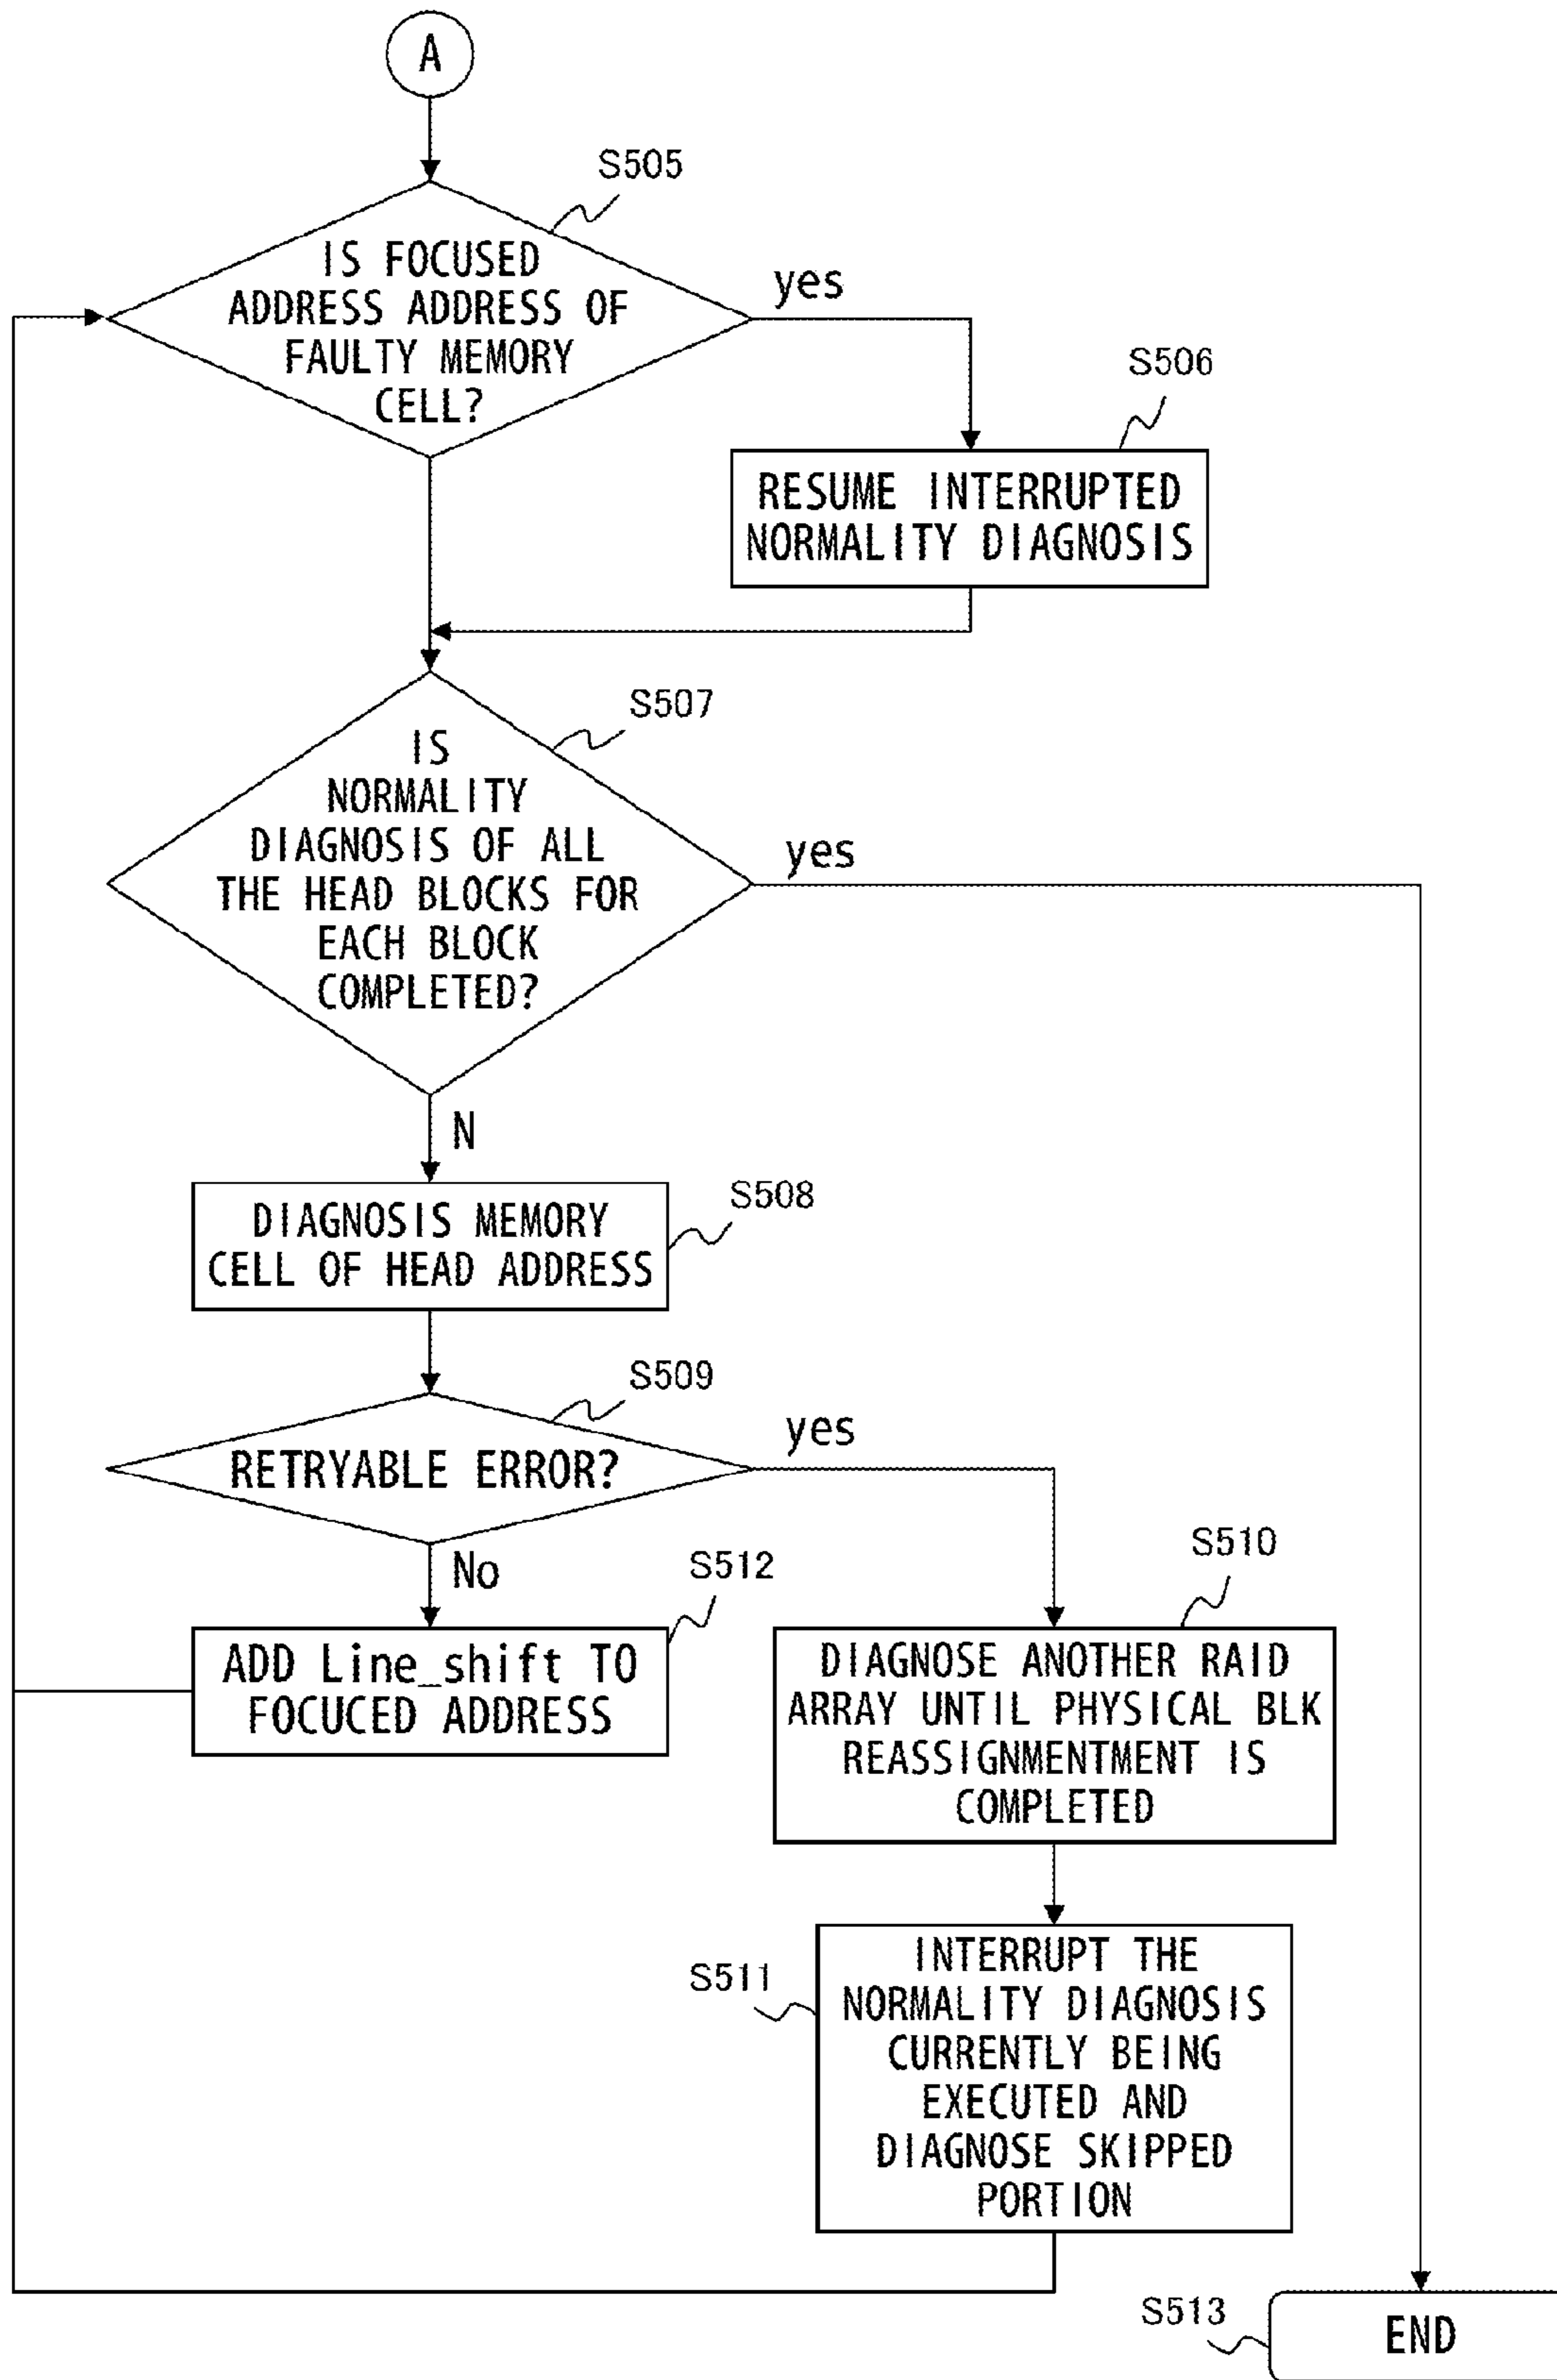 A
S505
IS FOCUSED
ADDRESS ADDRESS OF
FAULTY MEMORY
CELL?
yes
S506
RESUME INTERRUPTED
NORMALITY DIAGNOSIS
S507
IS
NORMALITY
DIAGNOSIS OF ALL
THE HEAD BLOCKS FOR
EACH BLOCK
COMPLETED?
yes
N
S508
DIAGNOSIS MEMORY
CELL OF HEAD ADDRESS
S509
RETRYABLE ERROR?
yes
No
S512
ADD Line_shift TO
FOCUCED ADDRESS
S510
DIAGNOSE ANOTHER RAID
ARRAY UNTIL PHYSICAL BLK
REASSIGNMENTMENT IS
COMPLETED
S511
INTERRUPT THE
NORMALITY DIAGNOSIS
CURRENTLY BEING
EXECUTED AND
DIAGNOSE SKIPPED
PORTION
S513
END